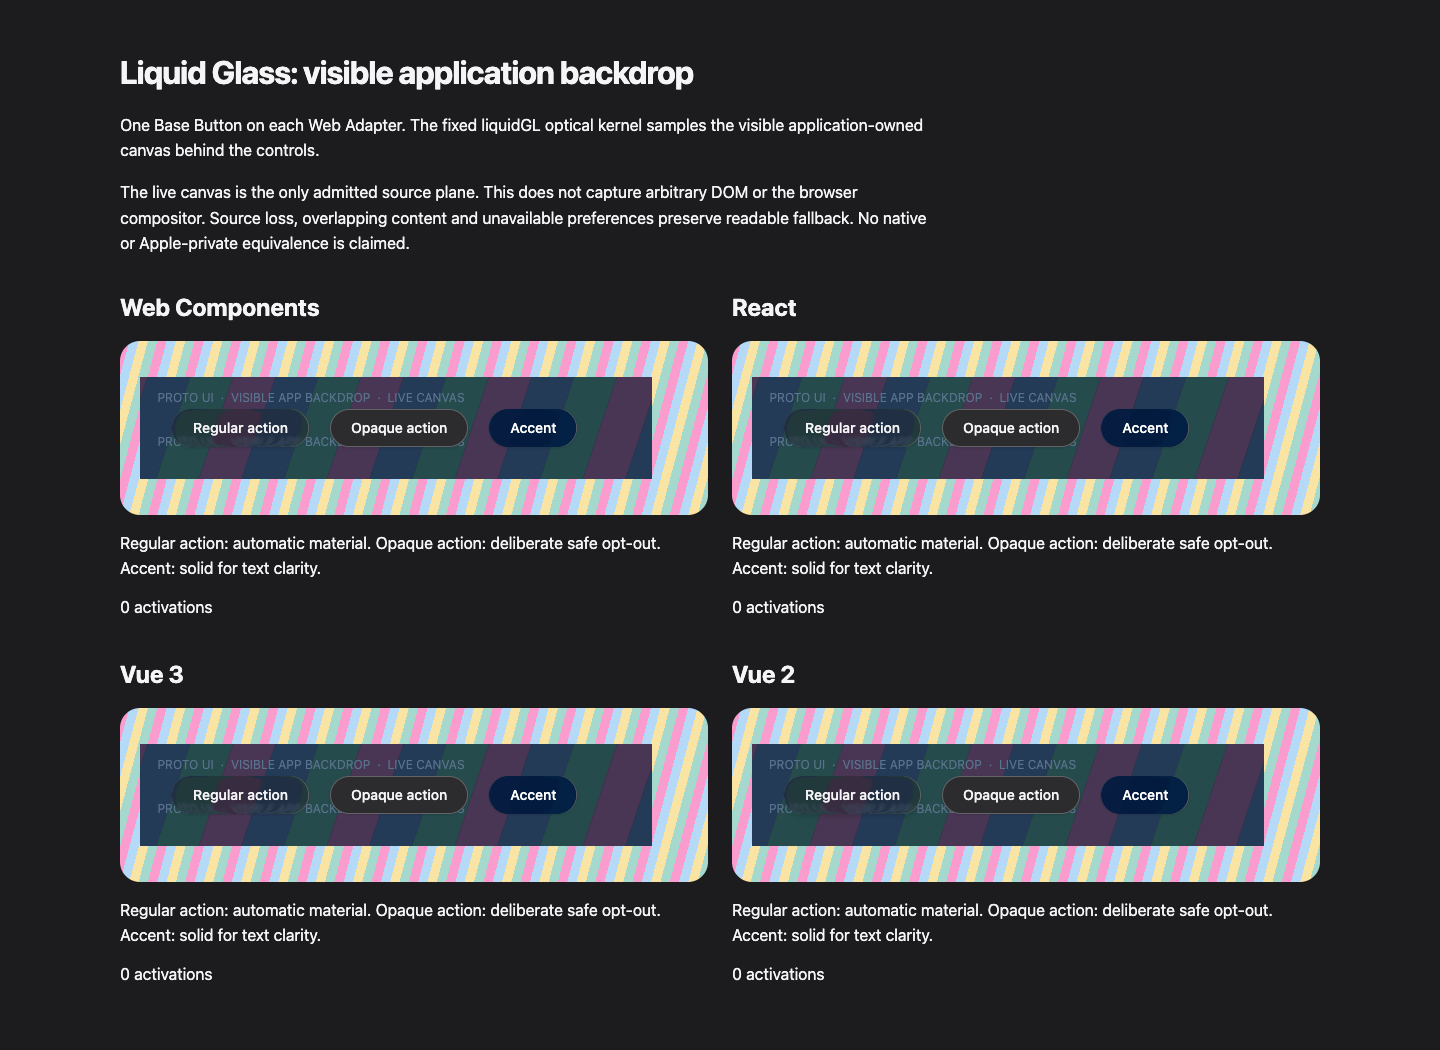 Liquid Glass: visible application backdrop
One Base Button on each Web Adapter. The fixed liquidGL optical kernel samples the visible application-owned
canvas behind the controls.
The live canvas is the only admitted source plane. This does not capture arbitrary DOM or the browser
compositor. Source loss, overlapping content and unavailable preferences preserve readable fallback. No native
or Apple-private equivalence is claimed.
Web Components
PROTO UI · VISIBLE APP BACKDROP · LIVE CANVAS
Regular action
Opaque action
Accent
Regular action: automatic material. Opaque action: deliberate safe opt-out.
Accent: solid for text clarity.
0 activations
React
PROTO UI · VISIBLE APP BACKDROP · LIVE CANVAS
Regular action
Opaque action
Accent
Regular action: automatic material. Opaque action: deliberate safe opt-out.
Accent: solid for text clarity.
0 activations
Vue 3
PROTO UI · VISIBLE APP BACKDROP · LIVE CANVAS
Regular action
Opaque action
Accent
Regular action: automatic material. Opaque action: deliberate safe opt-out.
Accent: solid for text clarity.
0 activations
Vue 2
PROTO UI · VISIBLE APP BACKDROP · LIVE CANVAS
Regular action
Opaque action
Accent
Regular action: automatic material. Opaque action: deliberate safe opt-out.
Accent: solid for text clarity.
0 activations